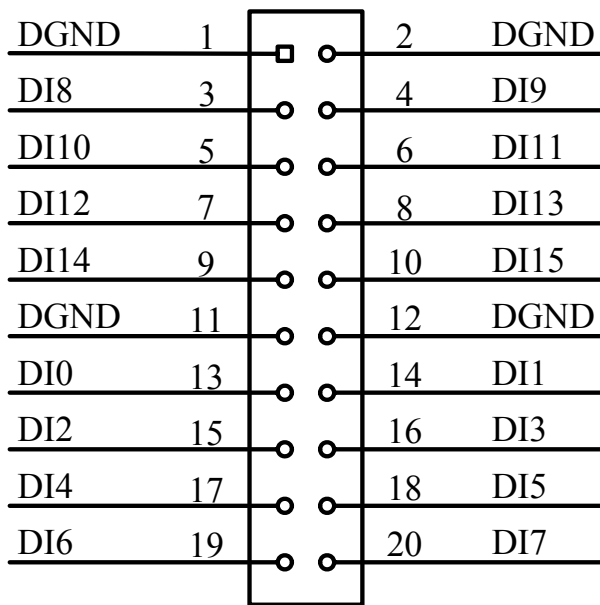 DGND 1 2 DGND
DI8 3 4 DI9
DI10 5 6 DI11
DI12 7 8 DI13
DI14 9 10 DI15
DGND 11 12 DGND
DI0 13 14 DI1
DI2 15 16 DI3
DI4 17 18 DI5
DI6 19 20 DI7